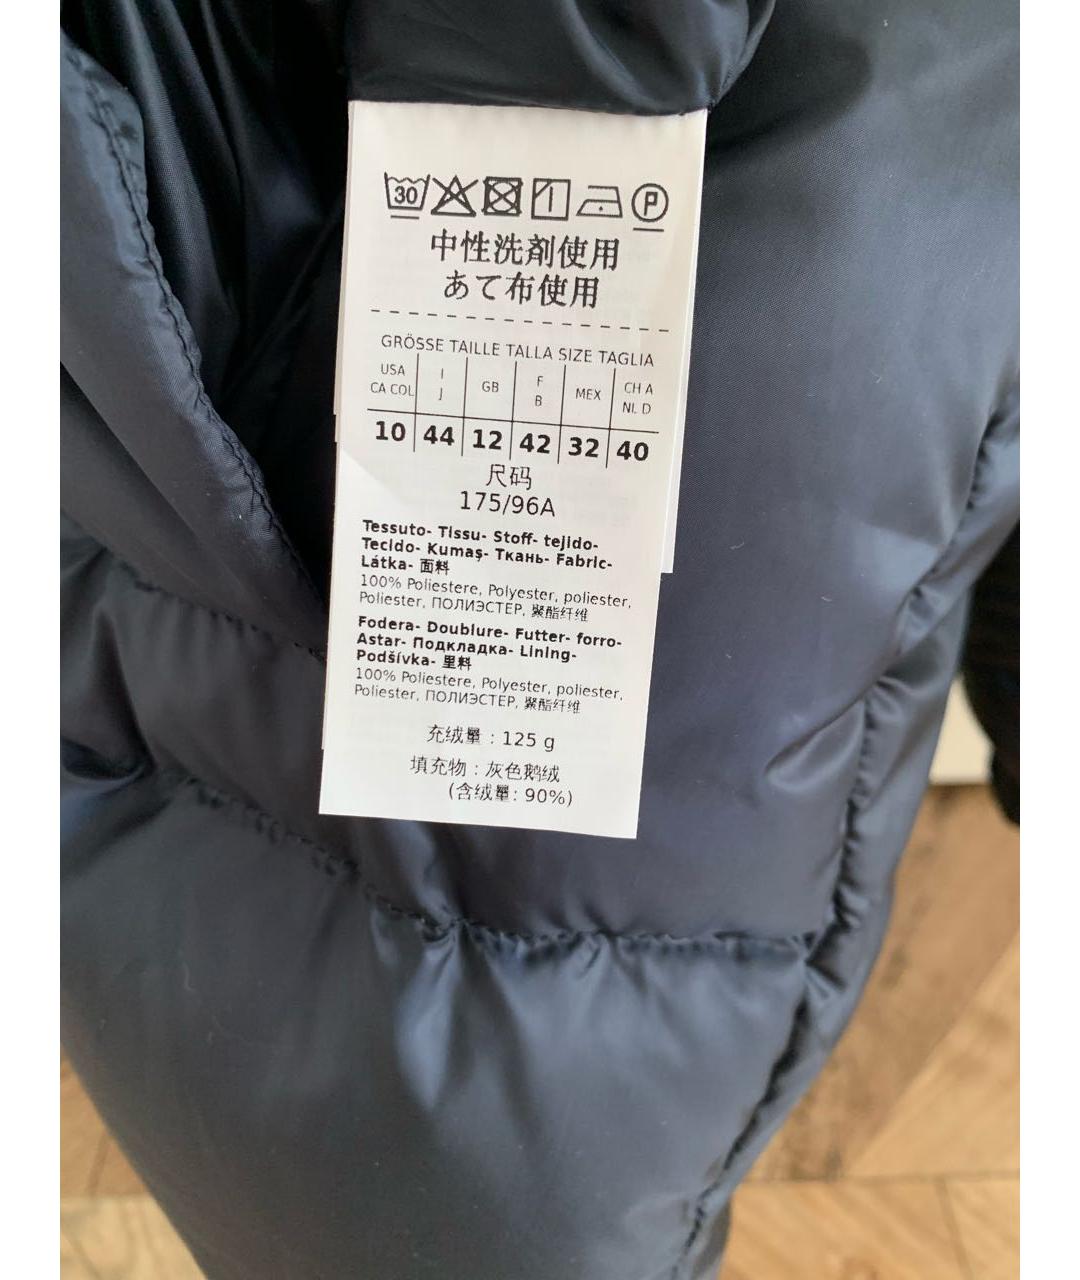 30 P
中性洗剤使用
あて布使用
GRÖSSE TAILLE TALLA SIZE TAGLIA
USA CA COL I J GB F B MEX CH A NL D
10 44 12 42 32 40
尺码
175/96A
Tessuto- Tissu- Stoff- tejido-
Tecido- Kumaş- Ткань- Fabric-
Látka- 面料
100% Poliestere, Polyester, poliester,
Poliester, ПОЛИЭСТЕР, 聚酯纤维
Fodera- Doublure- Futter- forro-
Astar- Подкладка- Lining-
Podšívka- 里料
100% Poliestere, Polyester, poliester,
Poliester, ПОЛИЭСТЕР, 聚酯纤维
充绒量 : 125 g
填充物 : 灰色鹅绒
(含绒量: 90%)